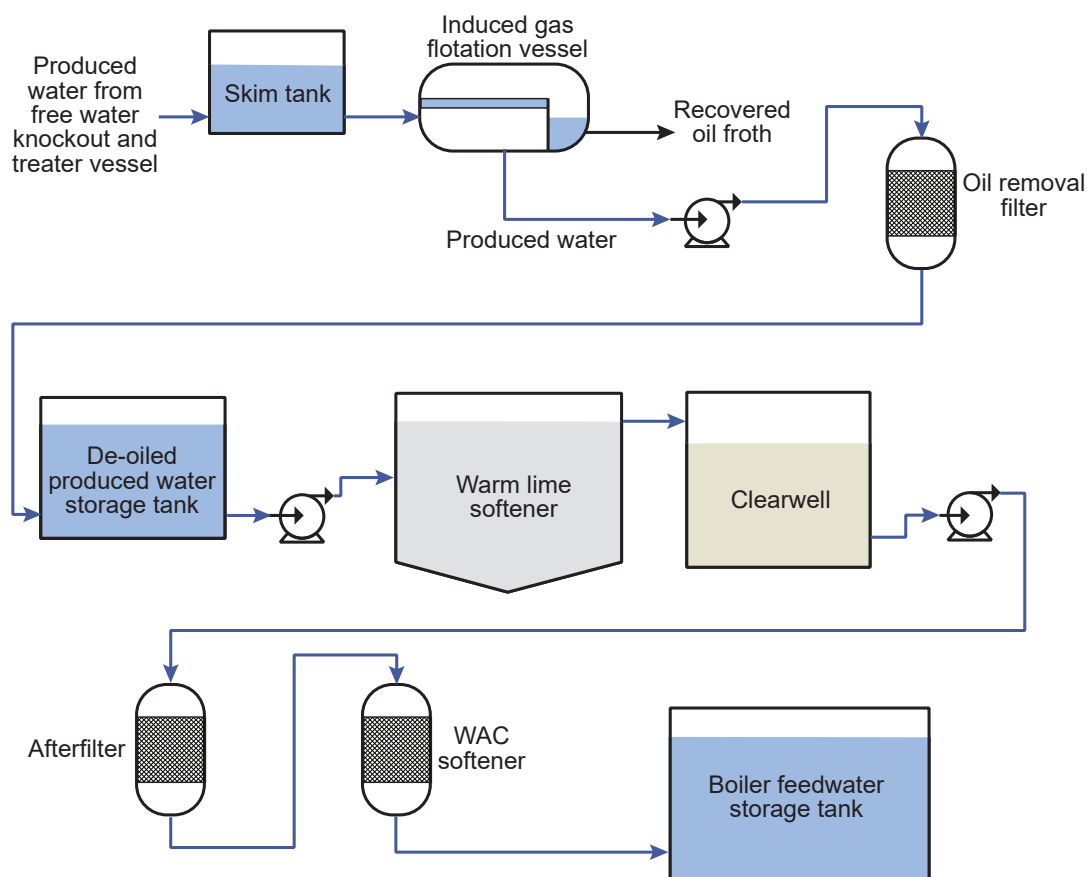 Produced
water from
free water
knockout and
treater vessel
Skim tank
Induced gas
flotation vessel
Recovered
oil froth
Produced water
Oil removal
filter
De-oiled
produced water
storage tank
Warm lime
softener
Clearwell
Afterfilter
WAC
softener
Boiler feedwater
storage tank